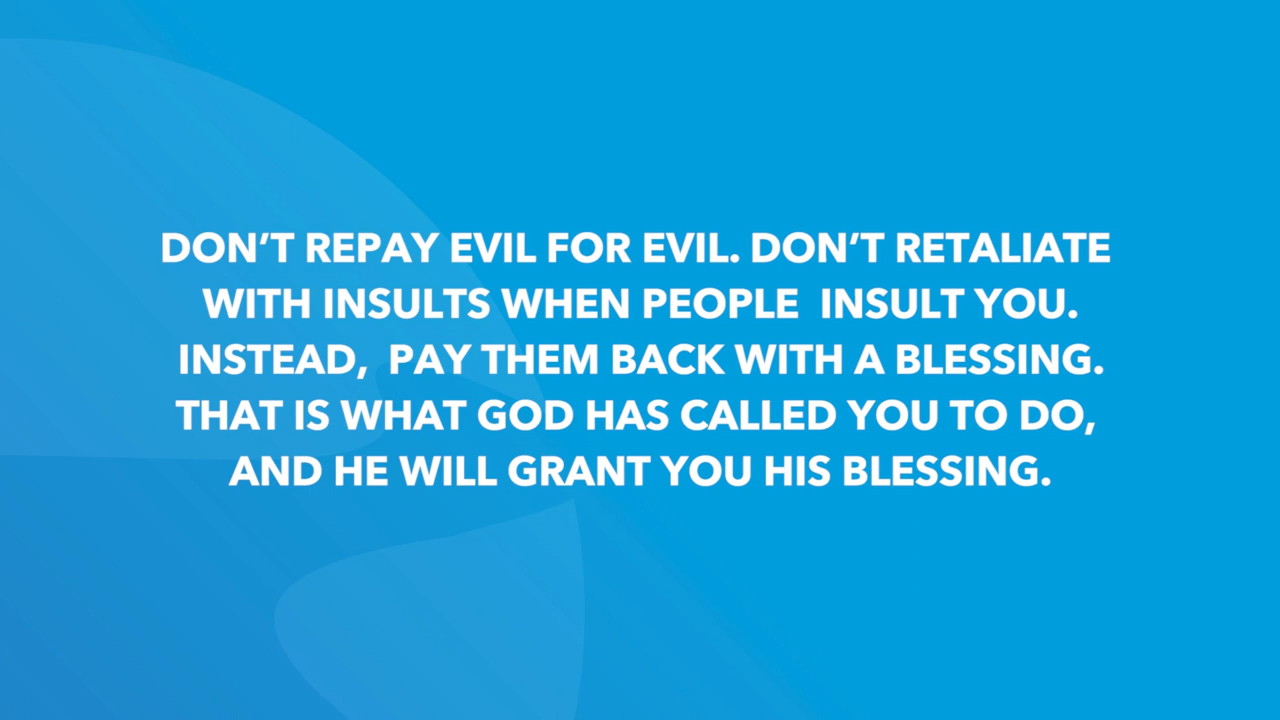 DON’T REPAY EVIL FOR EVIL. DON’T RETALIATE
WITH INSULTS WHEN PEOPLE  INSULT YOU.
INSTEAD,  PAY THEM BACK WITH A BLESSING.
THAT IS WHAT GOD HAS CALLED YOU TO DO,
AND HE WILL GRANT YOU HIS BLESSING.